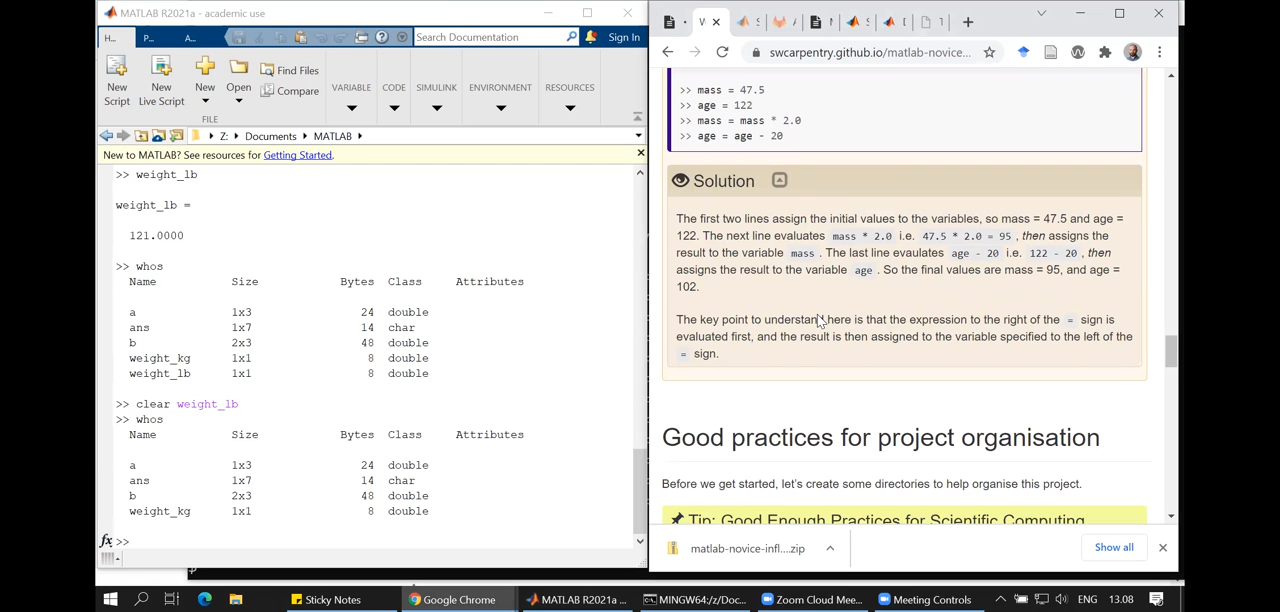 MATLAB R2021a - academic use
H...
P...
A...
Search Documentation
Sign In
New
Script
New
Live Script
New
Open
Find Files
Compare
FILE
VARIABLE
CODE
SIMULINK
ENVIRONMENT
RESOURCES
Z: Documents MATLAB
New to MATLAB? See resources for Getting Started.
>> weight_lb
weight_lb =
121.0000
>> whos
Name Size Bytes Class Attributes
a 1x3 24 double
ans 1x7 14 char
b 2x3 48 double
weight_kg 1x1 8 double
weight_lb 1x1 8 double
>> clear weight_lb
>> whos
Name Size Bytes Class Attributes
a 1x3 24 double
ans 1x7 14 char
b 2x3 48 double
weight_kg 1x1 8 double
fx >>
swcarpentry.github.io/matlab-novice...
>> mass = 47.5
>> age = 122
>> mass = mass * 2.0
>> age = age - 20
Solution
The first two lines assign the initial values to the variables, so mass = 47.5 and age =
122. The next line evaluates mass * 2.0 i.e. 47.5 * 2.0 = 95 , then assigns the
result to the variable mass . The last line evaulates age - 20 i.e. 122 - 20 , then
assigns the result to the variable age . So the final values are mass = 95, and age =
102.
The key point to understand here is that the expression to the right of the = sign is
evaluated first, and the result is then assigned to the variable specified to the left of the
= sign.
Good practices for project organisation
Before we get started, let's create some directories to help organise this project.
Tip: Good Enough Practices for Scientific Computing
matlab-novice-infl....zip
Show all
Sticky Notes
Google Chrome
MATLAB R2021a ...
MINGW64:/z/Doc...
Zoom Cloud Mee...
Meeting Controls
ENG
13.08